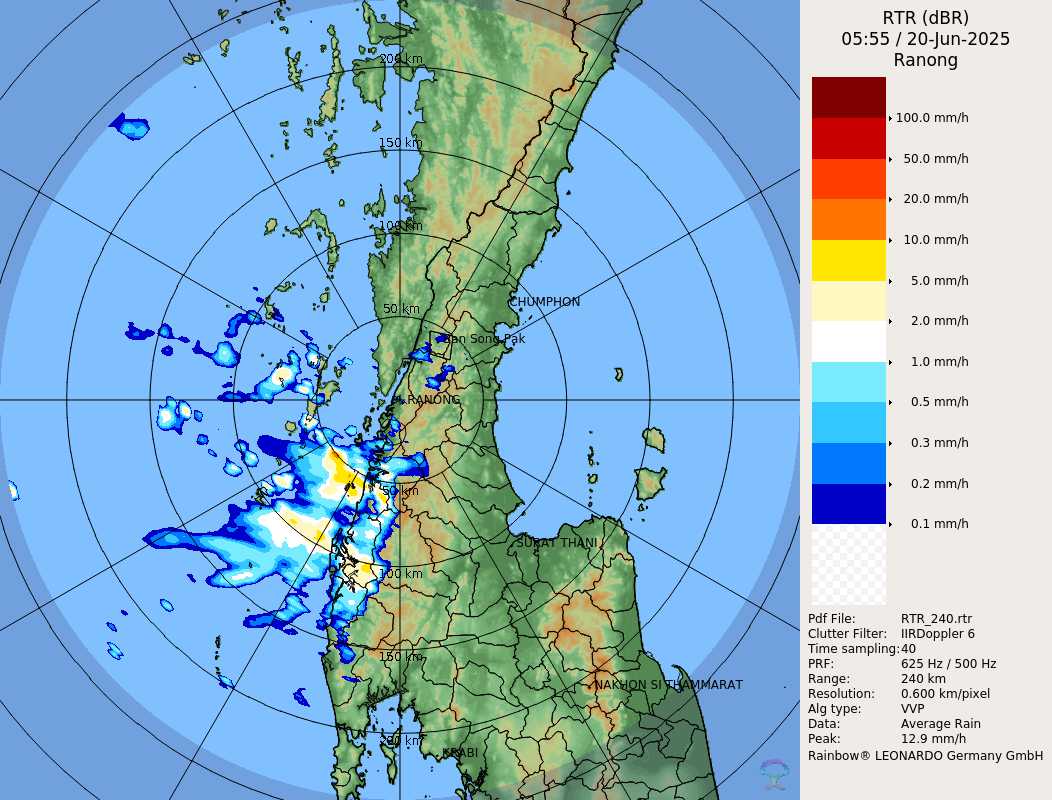 RTR (dBR)
05:55 / 20-Jun-2025
Ranong
100.0 mm/h
50.0 mm/h
20.0 mm/h
10.0 mm/h
5.0 mm/h
2.0 mm/h
1.0 mm/h
0.5 mm/h
0.3 mm/h
0.2 mm/h
0.1 mm/h
Pdf File: RTR_240.rtr
Clutter Filter: IIRDoppler 6
Time sampling:40
PRF: 625 Hz / 500 Hz
Range: 240 km
Resolution: 0.600 km/pixel
Alg type: VVP
Data: Average Rain
Peak: 12.9 mm/h
Rainbow® LEONARDO Germany GmbH
200 km
150 km
100 km
50 km
CHUMPHON
Ban Song Pak
RANONG
50 km
SURAT THANI
100 km
150 km
NAKHON SI THAMMARAT
200 km
KRABI